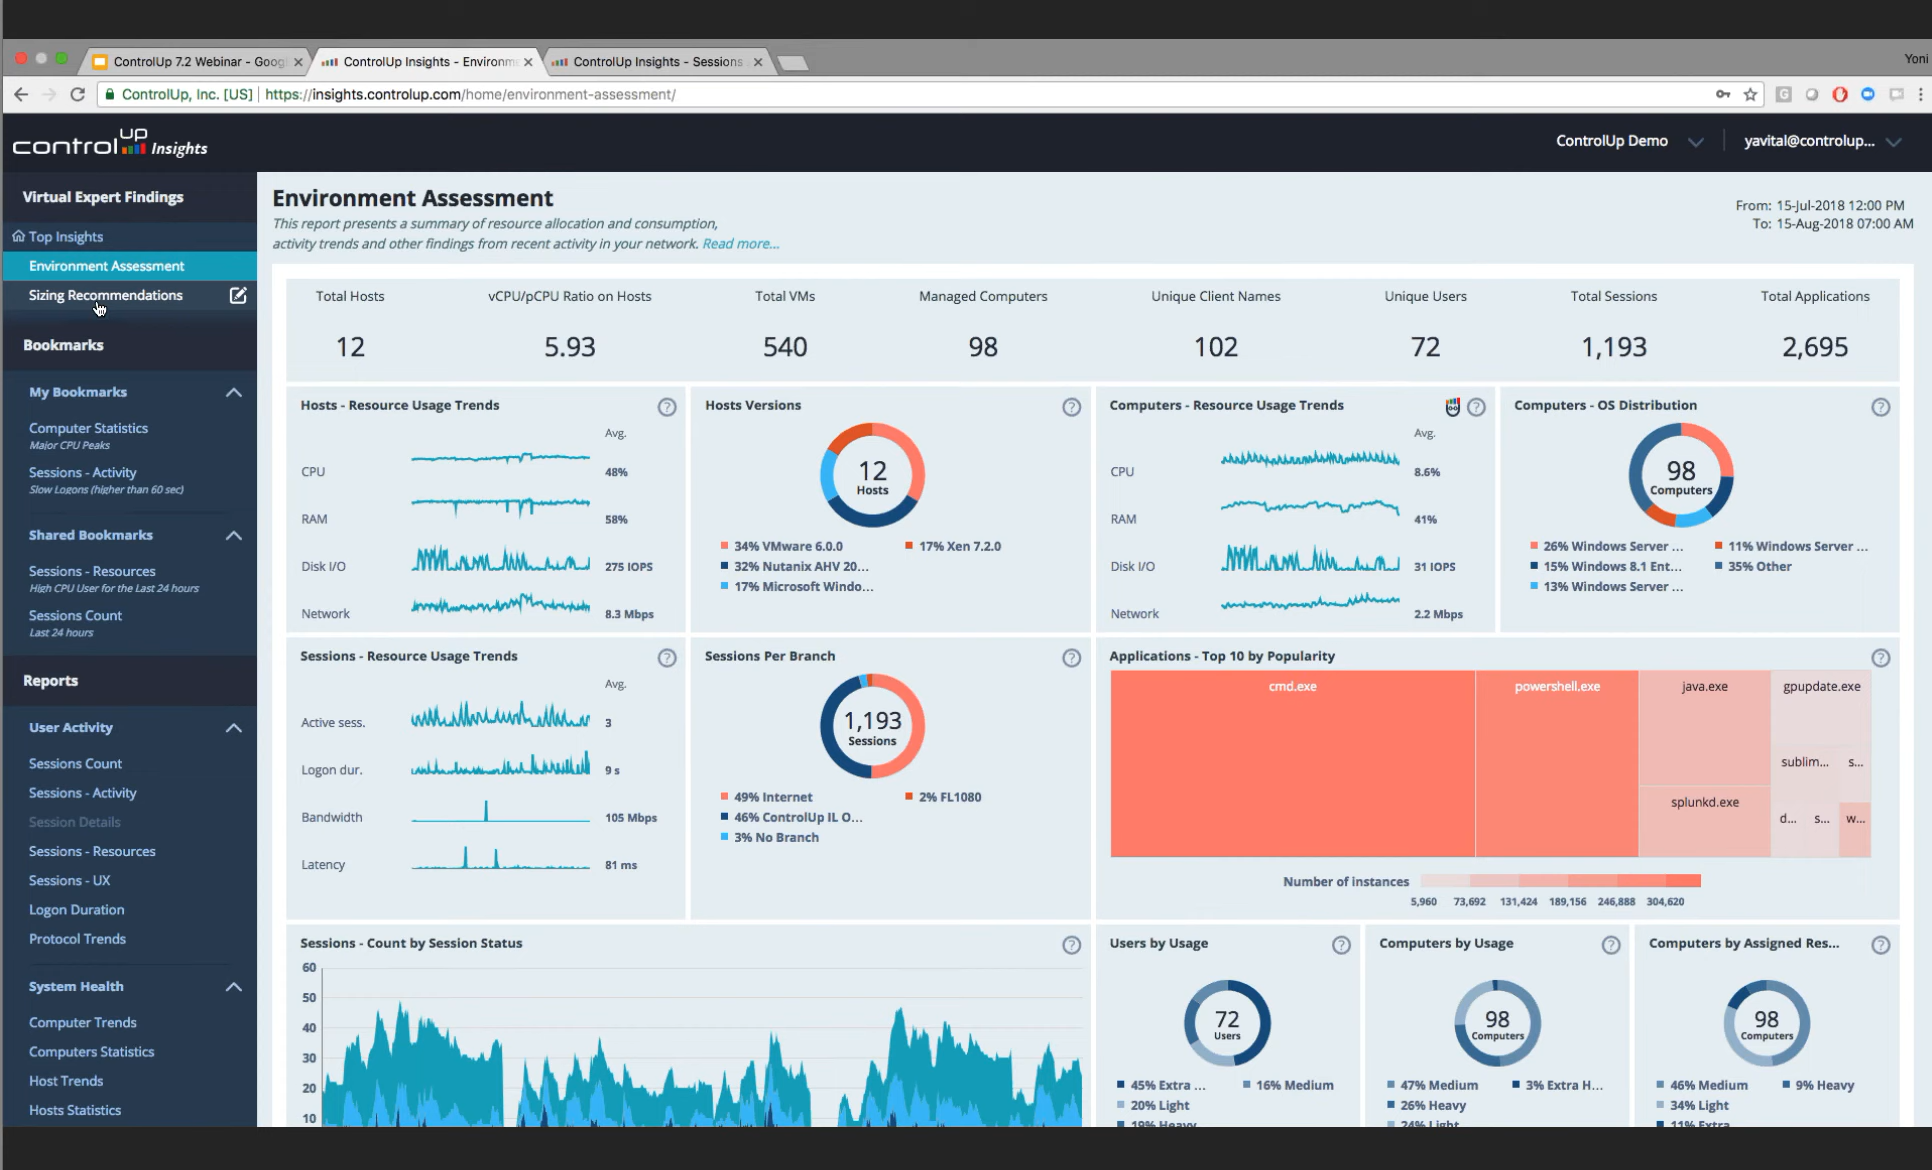 ControlUp 7.2 Webinar - Goog
ControlUp Insights - Environm
ControlUp Insights - Sessions
Yoni
ControlUp, Inc. [US]
https://insights.controlup.com/home/environment-assessment/
controlUP Insights
ControlUp Demo
yavital@controlup...
Virtual Expert Findings
Top Insights
Environment Assessment
Sizing Recommendations
Bookmarks
My Bookmarks
Computer Statistics
Major CPU Peaks
Sessions - Activity
Slow Logons (higher than 60 sec)
Shared Bookmarks
Sessions - Resources
High CPU User for the Last 24 hours
Sessions Count
Last 24 hours
Reports
User Activity
Sessions Count
Sessions - Activity
Session Details
Sessions - Resources
Sessions - UX
Logon Duration
Protocol Trends
System Health
Computer Trends
Computers Statistics
Host Trends
Hosts Statistics
Environment Assessment
This report presents a summary of resource allocation and consumption,
activity trends and other findings from recent activity in your network. Read more...
From: 15-Jul-2018 12:00 PM
To: 15-Aug-2018 07:00 AM
Total Hosts
12
vCPU/pCPU Ratio on Hosts
5.93
Total VMs
540
Managed Computers
98
Unique Client Names
102
Unique Users
72
Total Sessions
1,193
Total Applications
2,695
Hosts - Resource Usage Trends
Avg.
CPU 48%
RAM 58%
Disk I/O 275 IOPS
Network 8.3 Mbps
Hosts Versions
12
Hosts
34% VMware 6.0.0
32% Nutanix AHV 20...
17% Microsoft Windo...
17% Xen 7.2.0
Computers - Resource Usage Trends
Avg.
CPU 8.6%
RAM 41%
Disk I/O 31 IOPS
Network 2.2 Mbps
Computers - OS Distribution
98
Computers
26% Windows Server ...
15% Windows 8.1 Ent...
13% Windows Server ...
11% Windows Server ...
35% Other
Sessions - Resource Usage Trends
Avg.
Active sess. 3
Logon dur. 9 s
Bandwidth 105 Mbps
Latency 81 ms
Sessions Per Branch
1,193
Sessions
49% Internet
46% ControlUp IL O...
3% No Branch
2% FL1080
Applications - Top 10 by Popularity
cmd.exe
powershell.exe
java.exe
splunkd.exe
gpupdate.exe
sublim...
s...
d...
s...
w...
Number of instances
5,960 73,692 131,424 189,156 246,888 304,620
Sessions - Count by Session Status
60
50
40
30
20
10
Users by Usage
72
Users
45% Extra ...
20% Light
19% Heavy
16% Medium
Computers by Usage
98
Computers
47% Medium
26% Heavy
24% Light
3% Extra H...
Computers by Assigned Res...
98
Computers
46% Medium
34% Light
11% Extra
9% Heavy